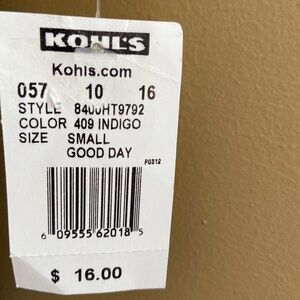 KOHL'S
Kohls.com
057 10 16
STYLE 8400HT9792
COLOR 409 INDIGO
SIZE SMALL
GOOD DAY
P0312
6 09555 62018 5
$ 16.00